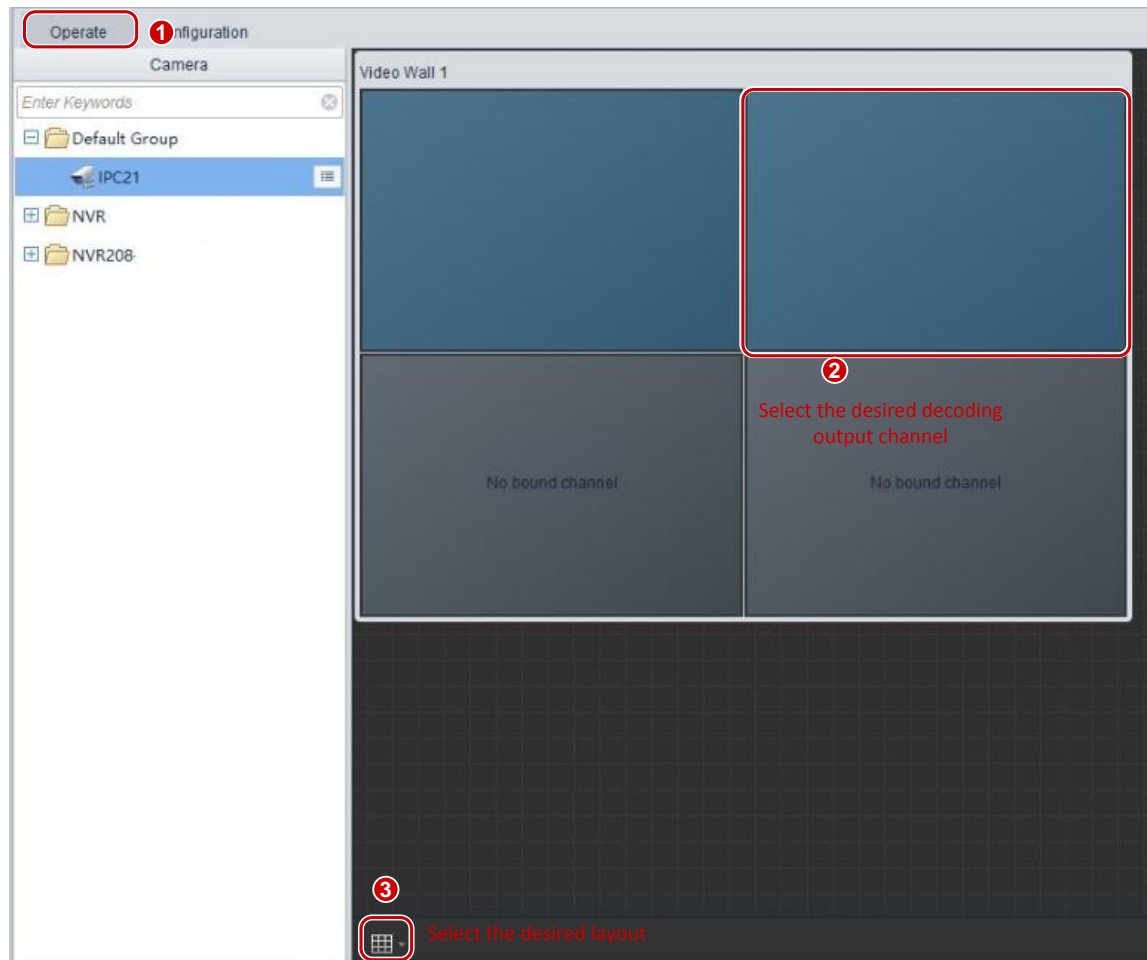 Operate
1
nfiguration
Camera
Enter Keywords
Default Group
IPC21
NVR
NVR208-
Video Wall 1
2
Select the desired decoding
output channel
No bound channel
No bound channel
3
Select the desired layout